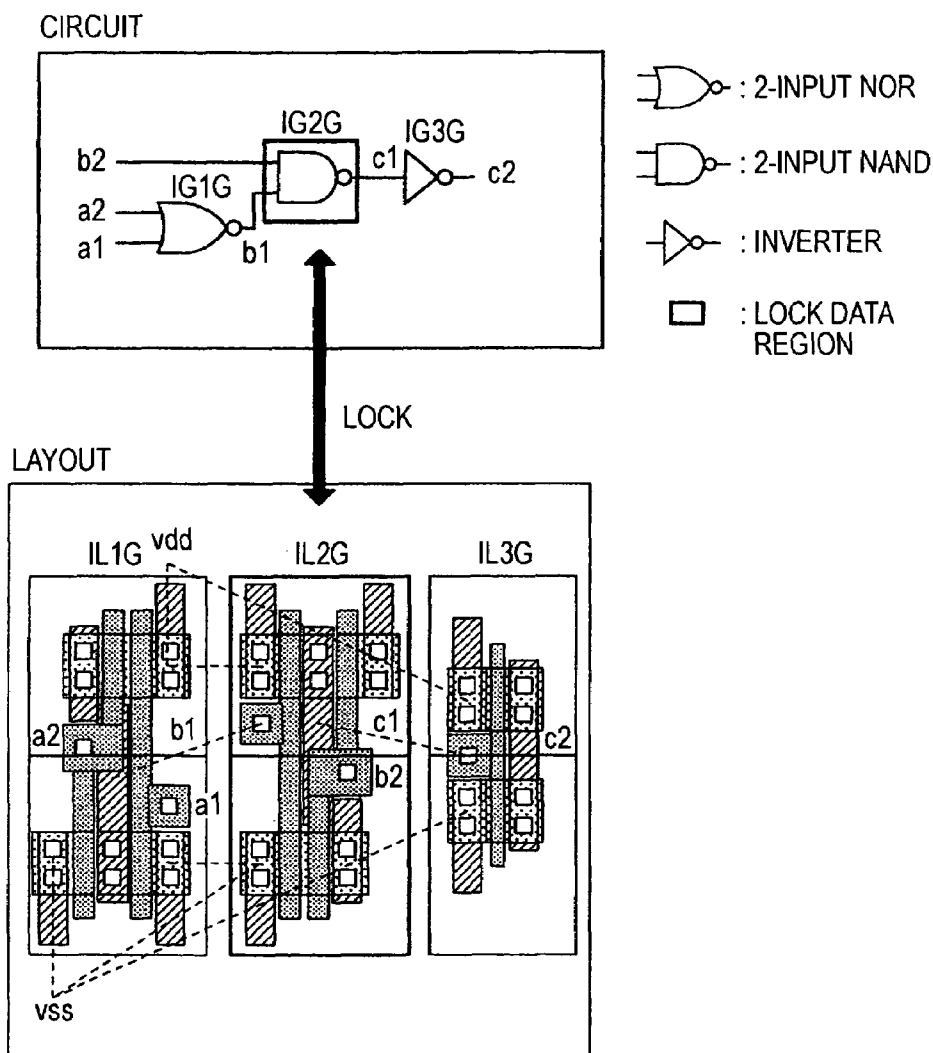 CIRCUIT
IG2G
IG3G
b2
c1
c2
IG1G
a2
a1
b1
: 2-INPUT NOR
: 2-INPUT NAND
: INVERTER
: LOCK DATA
REGION
LOCK
LAYOUT
IL1G
vdd
IL2G
IL3G
a2
b1
c1
c2
b2
a1
vss